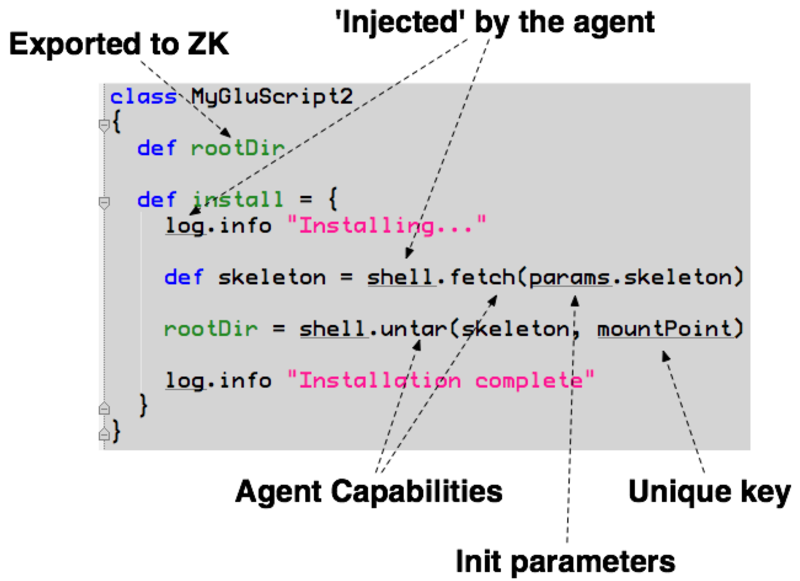 'Injected' by the agent
Exported to ZK
class MyGluScript2
{
def rootDir
def install = {
log.info "Installing..."
def skeleton = shell.fetch(params.skeleton)
rootDir = shell.untar(skeleton, mountPoint)
log.info "Installation complete"
}
}
Agent Capabilities
Unique key
Init parameters